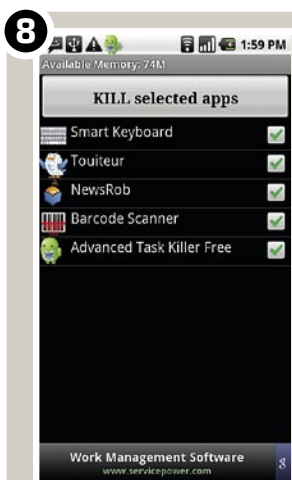 8
1:59 PM
Available Memory: 74M
KILL selected apps
Smart Keyboard
Touiteur
NewsRob
Barcode Scanner
Advanced Task Killer Free
Work Management Software
www.servicepower.com
g